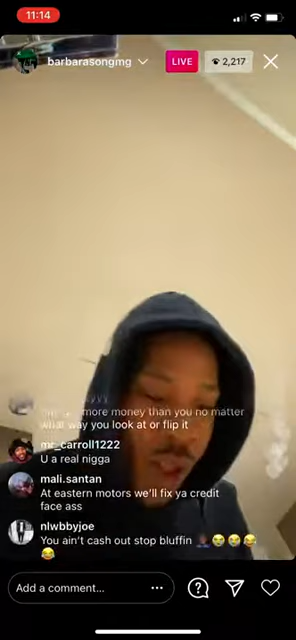 11:14
barbarasongmg
LIVE
2,217
more money than you no matter
what way you look at or flip it
mr_carroll1222
U a real nigga
mali.santan
At eastern motors we'll fix ya credit
face ass
nlwbbyjoe
You ain't cash out stop bluffin
Add a comment...